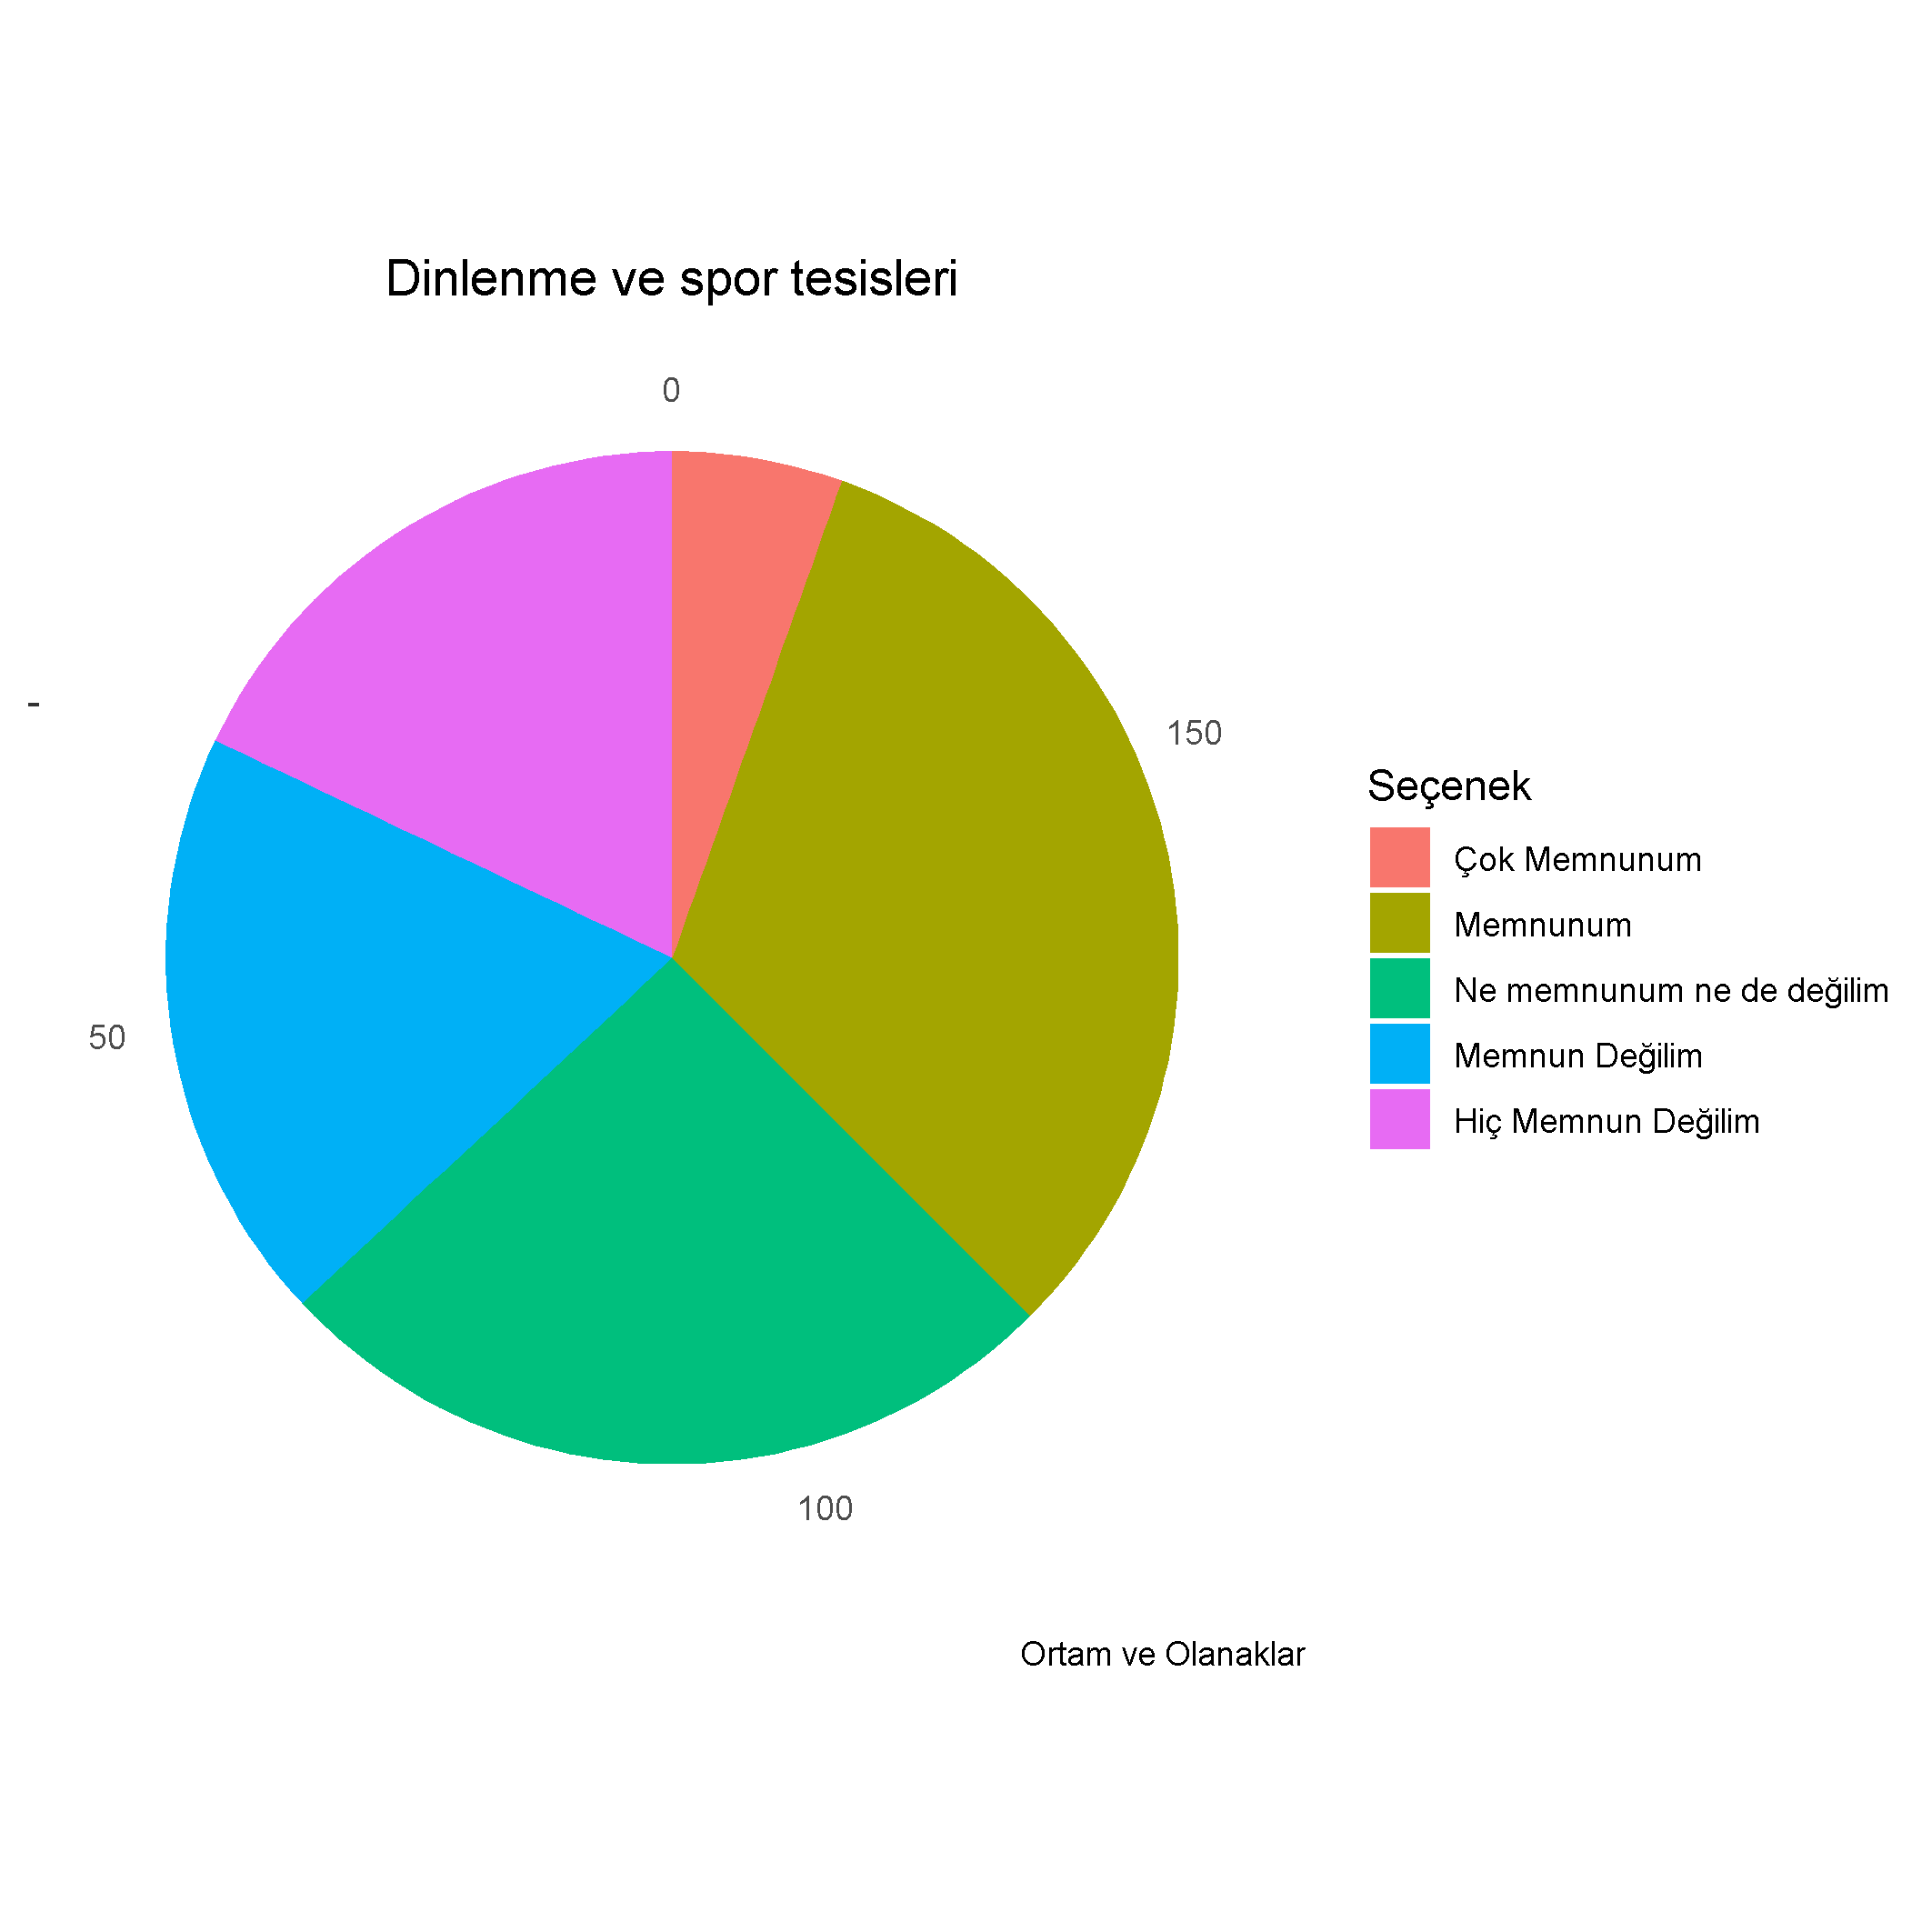 Dinlenme ve spor tesisleri
0
150
50
100
-
Seçenek
Çok Memnunum
Memnunum
Ne memnunum ne de değilim
Memnun Değilim
Hiç Memnun Değilim
Ortam ve Olanaklar